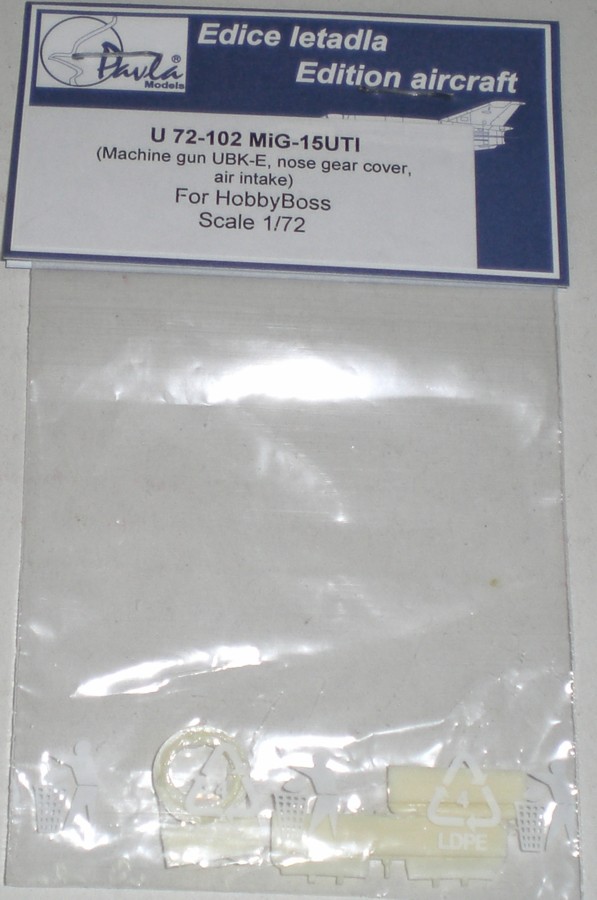 Edice letadla
Edition aircraft
Pavla®
Models
U 72-102 MiG-15UTI
(Machine gun UBK-E, nose gear cover,
air intake)
For HobbyBoss
Scale 1/72
4
LDPE